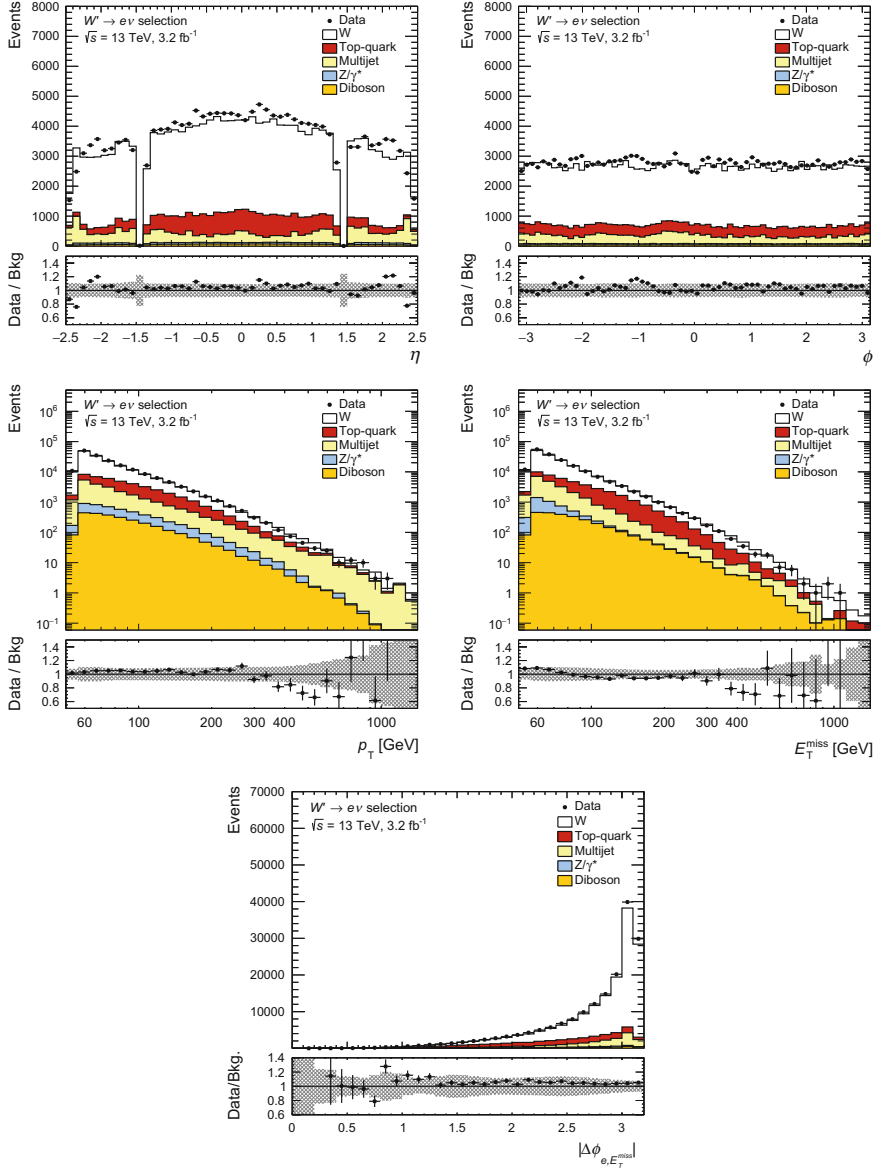 Events
8000
7000
6000
5000
4000
3000
2000
1000
0
W' → eν selection
√s = 13 TeV, 3.2 fb⁻¹
Data
W
Top-quark
Multijet
Z/γ*
Diboson
Data / Bkg
1.4
1.2
1
0.8
0.6
−2.5 −2 −1.5 −1 −0.5 0 0.5 1 1.5 2 2.5
η
Events
8000
7000
6000
5000
4000
3000
2000
1000
0
W' → eν selection
√s = 13 TeV, 3.2 fb⁻¹
Data
W
Top-quark
Multijet
Z/γ*
Diboson
Data / Bkg
1.4
1.2
1
0.8
0.6
−3 −2 −1 0 1 2 3
ϕ
Events
10⁶
10⁵
10⁴
10³
10²
10
1
10⁻¹
W' → eν selection
√s = 13 TeV, 3.2 fb⁻¹
Data
W
Top-quark
Multijet
Z/γ*
Diboson
Data / Bkg
1.4
1.2
1
0.8
0.6
60 100 200 300 400 1000
p_T [GeV]
Events
10⁶
10⁵
10⁴
10³
10²
10
1
10⁻¹
W' → eν selection
√s = 13 TeV, 3.2 fb⁻¹
Data
W
Top-quark
Multijet
Z/γ*
Diboson
Data / Bkg
1.4
1.2
1
0.8
0.6
60 100 200 300 400 1000
E_T^miss [GeV]
Events
70000
60000
50000
40000
30000
20000
10000
W' → eν selection
√s = 13 TeV, 3.2 fb⁻¹
Data
W
Top-quark
Multijet
Z/γ*
Diboson
Data/Bkg.
1.4
1.2
1
0.8
0.6
0 0.5 1 1.5 2 2.5 3
|Δϕ_e,E_T^miss|